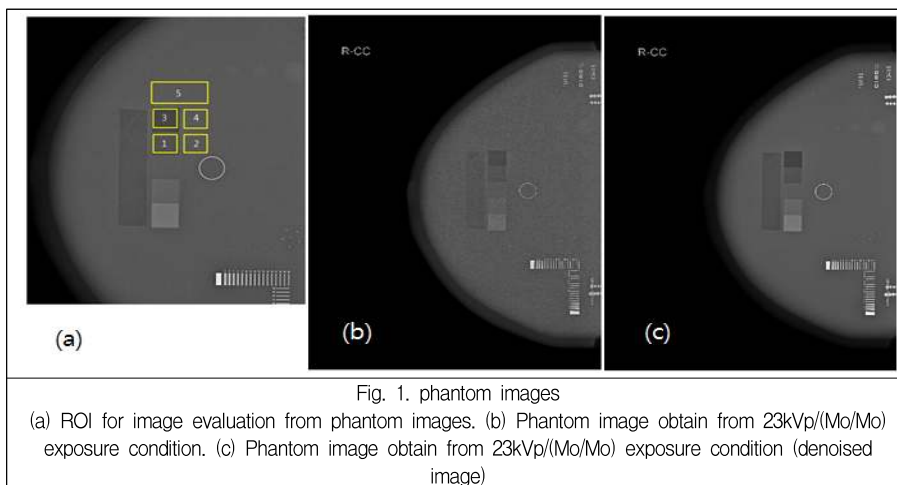 5
3 4
1 2
R-CC
R-CC
(a)
(b)
(c)
Fig. 1. phantom images
(a) ROI for image evaluation from phantom images. (b) Phantom image obtain from 23kVp/(Mo/Mo)
exposure condition. (c) Phantom image obtain from 23kVp/(Mo/Mo) exposure condition (denoised
image)